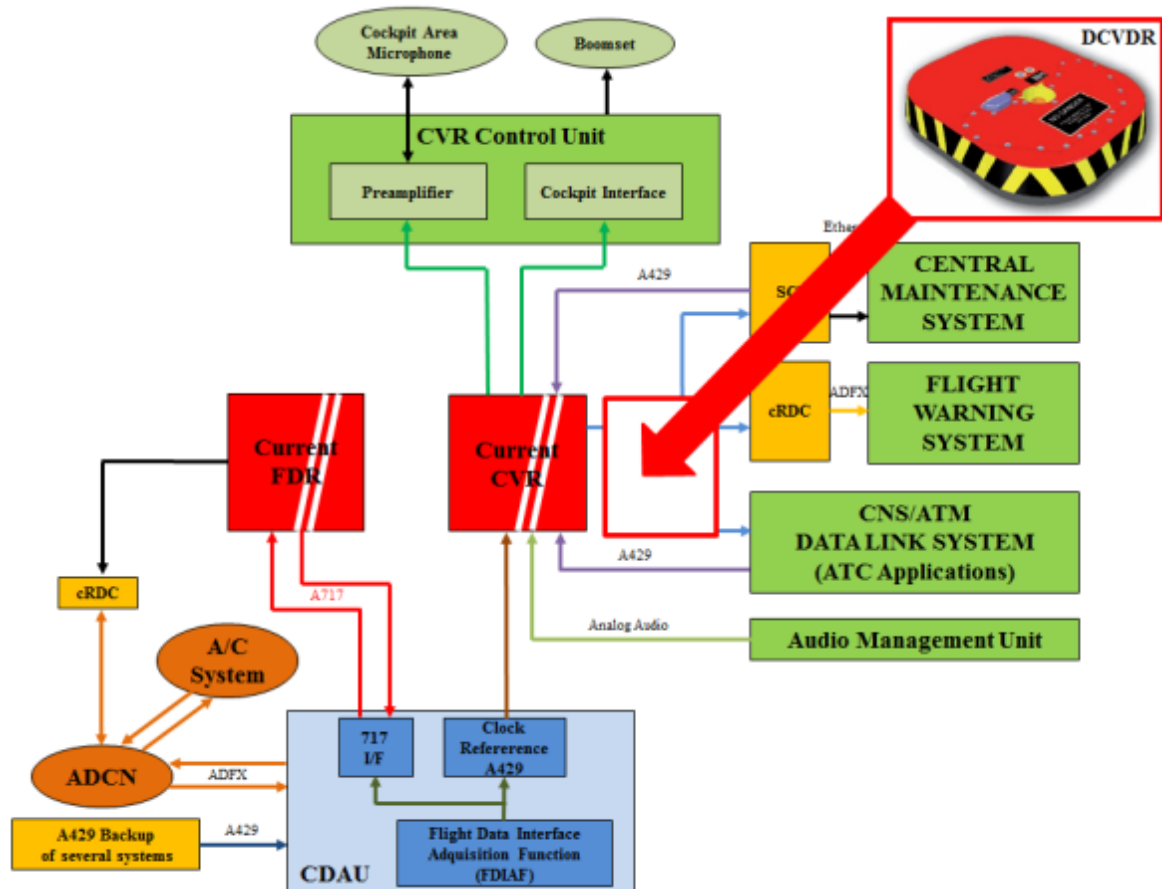 Cockpit Area
Microphone
Boomset
DCVDR
CVR Control Unit
Preamplifier
Cockpit Interface
A429
CENTRAL
MAINTENANCE
SYSTEM
cRDC
ADFX
FLIGHT
WARNING
SYSTEM
Current
FDR
Current
CVR
CNS/ATM
DATA LINK SYSTEM
(ATC Applications)
A429
cRDC
A717
Analog Audio
Audio Management Unit
A/C
System
717
I/F
Clock
Refererence
A429
ADCN
ADFX
A429 Backup
of several systems
A429
Flight Data Interface
Adquisition Function
(FDIAF)
CDAU